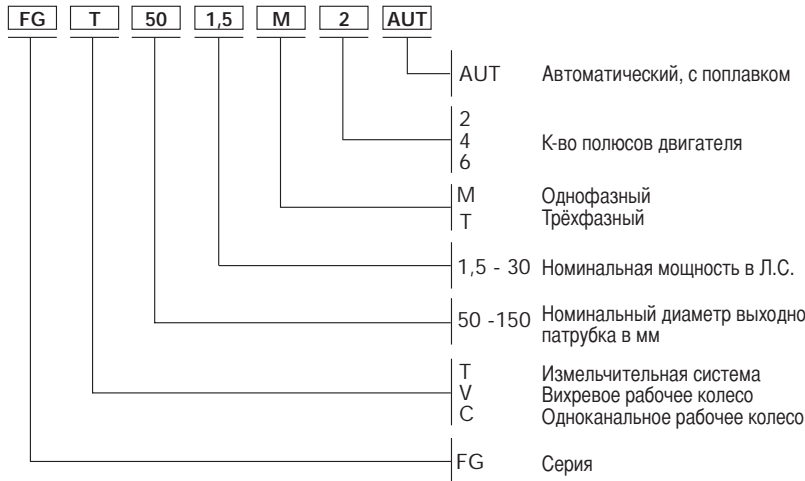 FG T 50 1,5 M 2 AUT
AUT Автоматический, с поплавком
2
4 К-во полюсов двигателя
6
M Однофазный
T Трёхфазный
1,5 - 30 Номинальная мощность в Л.С.
50 -150 Номинальный диаметр выходно
патрубка в мм
T Измельчительная система
V Вихревое рабочее колесо
C Одноканальное рабочее колесо
FG Серия